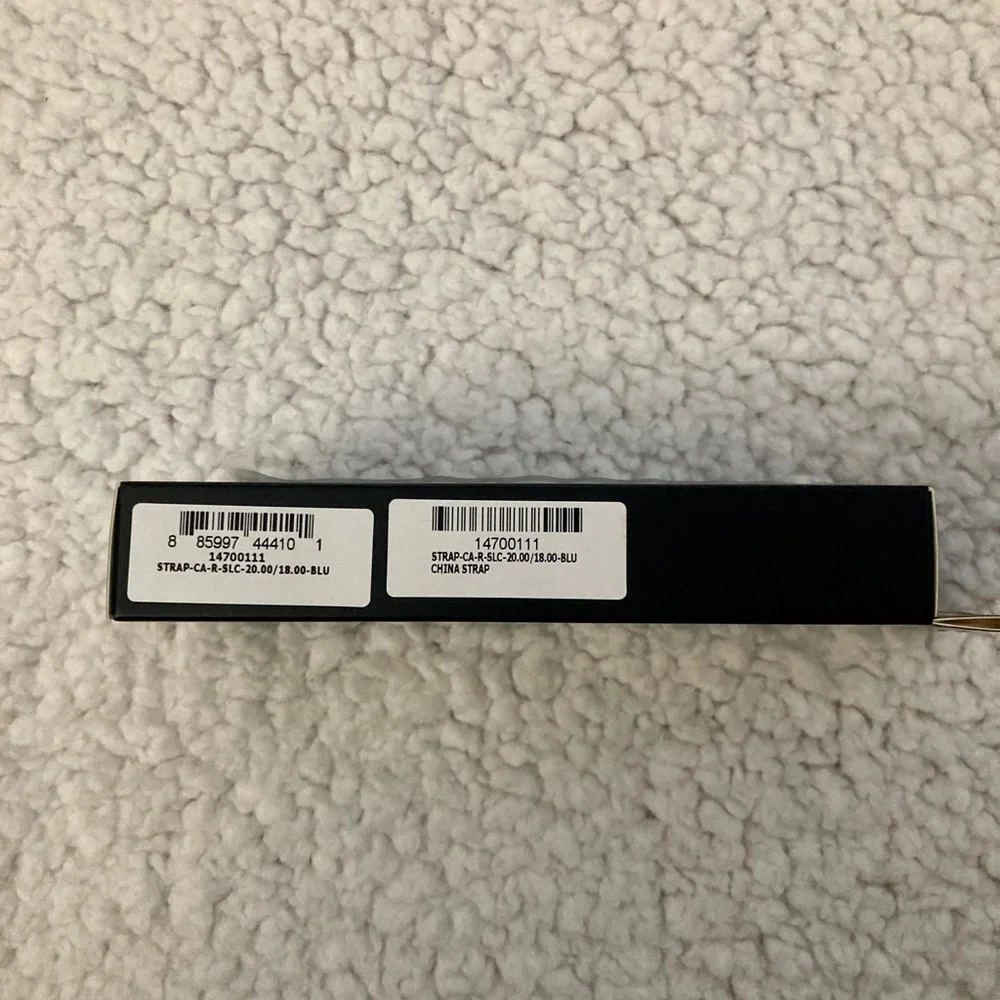 8 85997 44410 1
14700111
STRAP-CA-R-SLC-20.00/18.00-BLU
14700111
STRAP-CA-R-SLC-20.00/18.00-BLU
CHINA STRAP